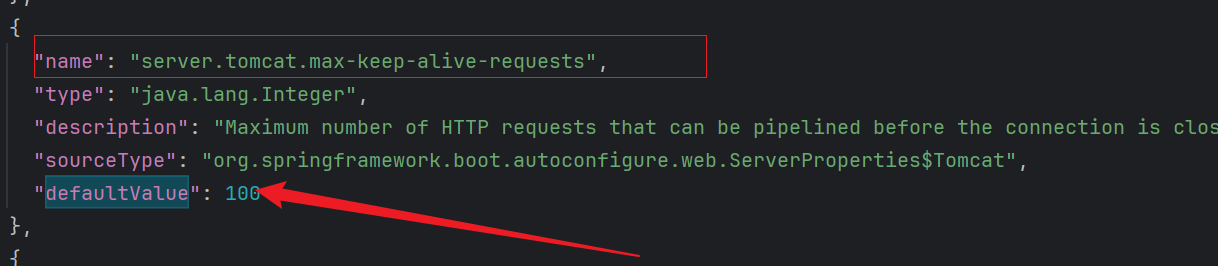 },
{
"name": "server.tomcat.max-keep-alive-requests",
"type": "java.lang.Integer",
"description": "Maximum number of HTTP requests that can be pipelined before the connection is clos
"sourceType": "org.springframework.boot.autoconfigure.web.ServerProperties$Tomcat",
"defaultValue": 100
},
{